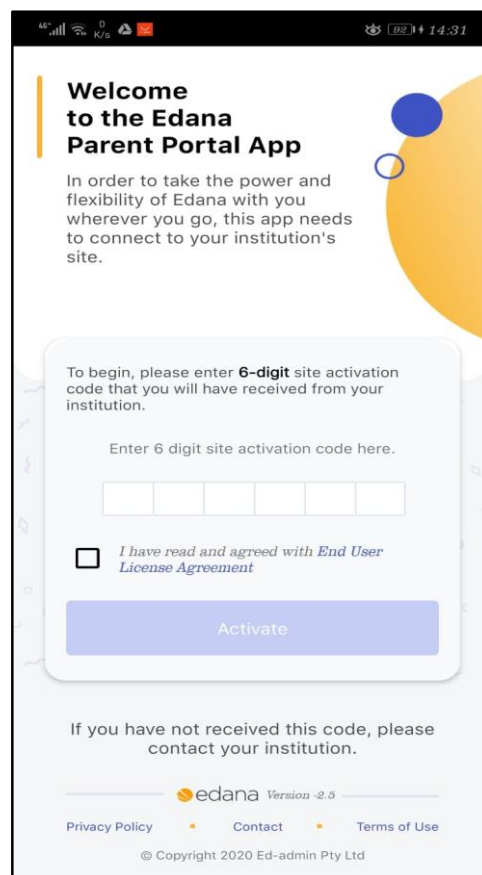 46+ 0 K/s 92 14:31
Welcome
to the Edana
Parent Portal App
In order to take the power and
flexibility of Edana with you
wherever you go, this app needs
to connect to your institution's
site.
To begin, please enter 6-digit site activation
code that you will have received from your
institution.
Enter 6 digit site activation code here.
I have read and agreed with End User
License Agreement
Activate
If you have not received this code, please
contact your institution.
edana Version -2.5
Privacy Policy • Contact • Terms of Use
© Copyright 2020 Ed-admin Pty Ltd